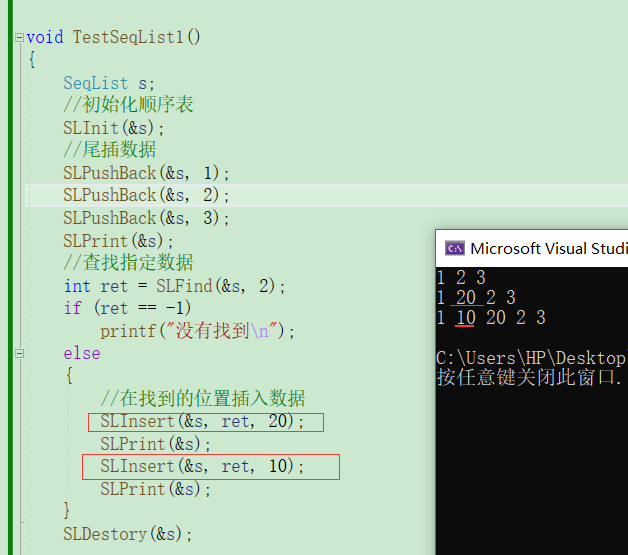 void TestSeqList1()
{
SeqList s;
//初始化顺序表
SLInit(&s);
//尾插数据
SLPushBack(&s, 1);
SLPushBack(&s, 2);
SLPushBack(&s, 3);
SLPrint(&s);
//查找指定数据
int ret = SLFind(&s, 2);
if (ret == -1)
printf("没有找到\n");
else
{
//在找到的位置插入数据
SLInsert(&s, ret, 20);
SLPrint(&s);
SLInsert(&s, ret, 10);
SLPrint(&s);
}
SLDestory(&s);
Microsoft Visual Studi
1 2 3
1 20 2 3
1 10 20 2 3
C:\Users\HP\Desktop
按任意键关闭此窗口.